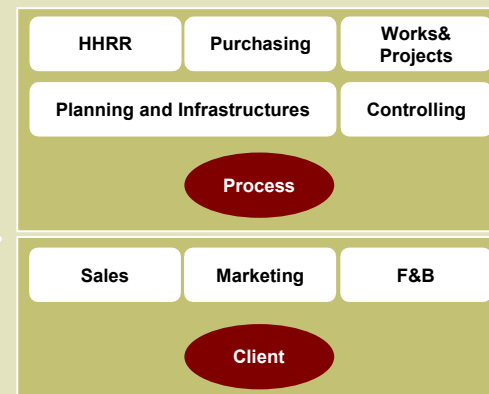 HHRR
Purchasing
Works&
Projects
Planning and Infrastructures
Controlling
Process
Sales
Marketing
F&B
Client